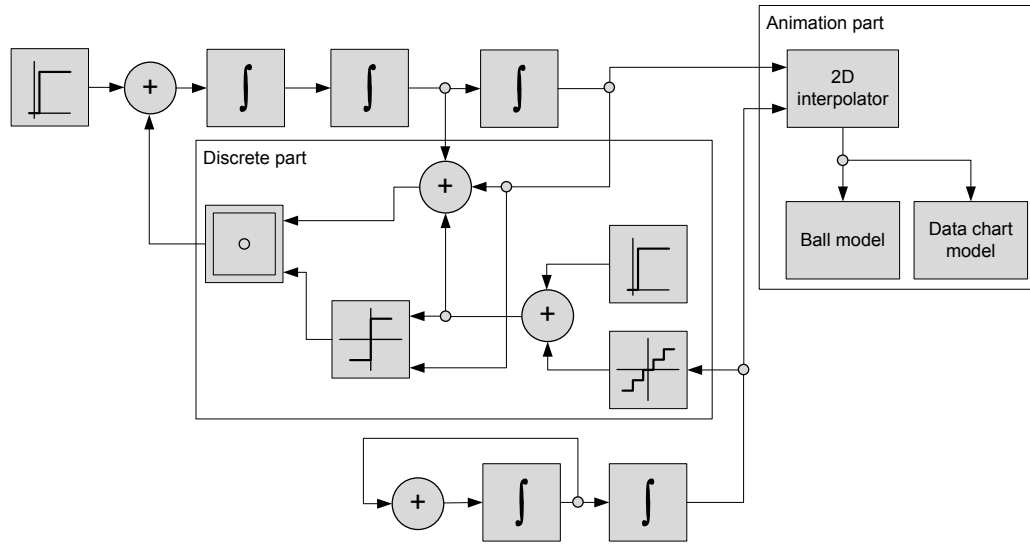 Animation part
2D
interpolator
+
∫
∫
∫
Discrete part
+
Ball model
Data chart
model
+
+
∫
∫